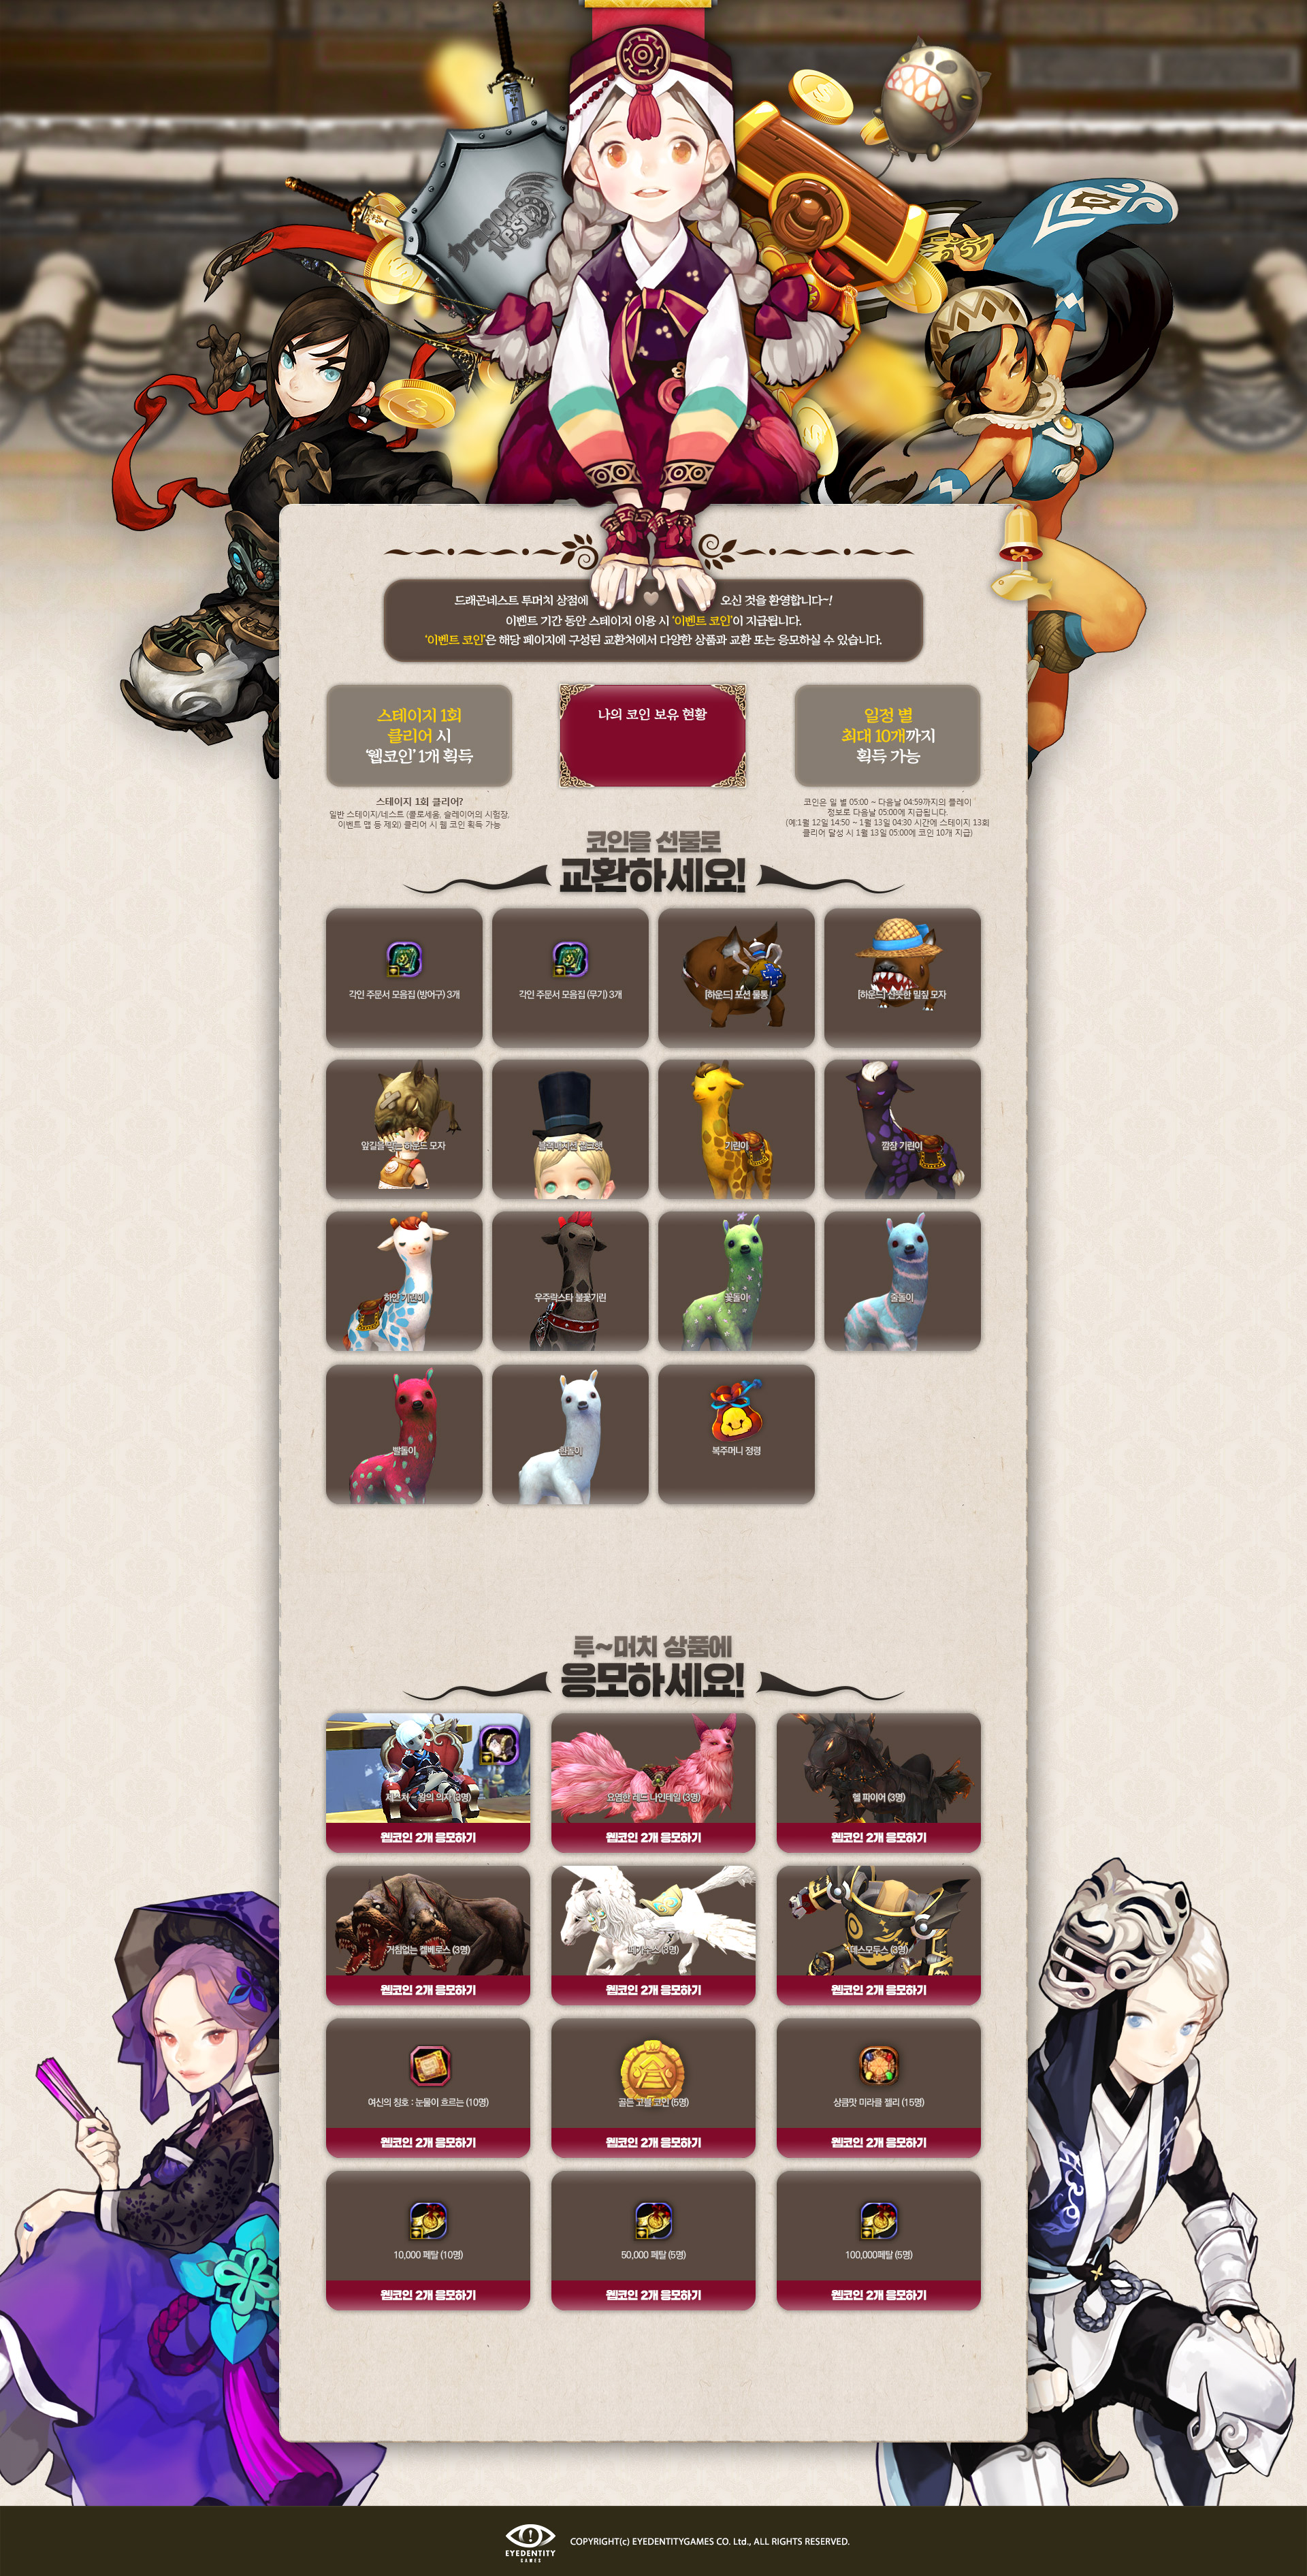 Dragon Nest
드래곤네스트 투머치 상점에 오신 것을 환영합니다~!
이벤트 기간 동안 스테이지 이용 시 '이벤트 코인'이 지급됩니다.
'이벤트 코인'은 해당 페이지에 구성된 교환처에서 다양한 상품과 교환 또는 응모하실 수 있습니다.
스테이지 1회
클리어 시
'웹코인' 1개 획득
나의 코인 보유 현황
일정 별
최대 10개까지
획득 가능
스테이지 1회 클리어?
일반 스테이지/네스트 (콜로세움, 슬레이어의 시험장,
이벤트 맵 등 제외) 클리어 시 웹 코인 획득 가능
코인은 일 별 05:00 ~ 다음날 04:59까지의 플레이
정보로 다음날 05:00에 지급됩니다.
(예:1월 12일 14:50 ~ 1월 13일 04:30 시간에 스테이지 13회
클리어 달성 시 1월 13일 05:00에 코인 10개 지급)
코인을 선물로
교환하세요!
각인 주문서 모음집 (방어구) 3개
각인 주문서 모음집 (무기) 3개
[하운드] 포션 물통
[하운드] 산뜻한 밀짚 모자
앞길을 막는 하운드 모자
블랙패시브 실크햇
기린이
깜장 기린이
하얀 기린이
우주락스타 불꽃기린
꽃돌이
줄돌이
빨돌이
흰돌이
복주머니 정령
투~머치 상품에
응모하세요!
제스처 - 왕의 의자 (3명)
웹코인 2개 응모하기
요염한 레드 나인테일 (3명)
웹코인 2개 응모하기
헬 파이어 (3명)
웹코인 2개 응모하기
거침없는 켈베로스 (3명)
웹코인 2개 응모하기
페가수스 (3명)
웹코인 2개 응모하기
데스모두스 (3명)
웹코인 2개 응모하기
여신의 칭호 : 눈물이 흐르는 (10명)
웹코인 2개 응모하기
골든 고블 코인 (5명)
웹코인 2개 응모하기
상큼맛 미라클 젤리 (15명)
웹코인 2개 응모하기
10,000 페탈 (10명)
웹코인 2개 응모하기
50,000 페탈 (5명)
웹코인 2개 응모하기
100,000페탈 (5명)
웹코인 2개 응모하기
EYEDENTITY
GAMES
COPYRIGHT(c) EYEDENTITYGAMES CO. Ltd., ALL RIGHTS RESERVED.